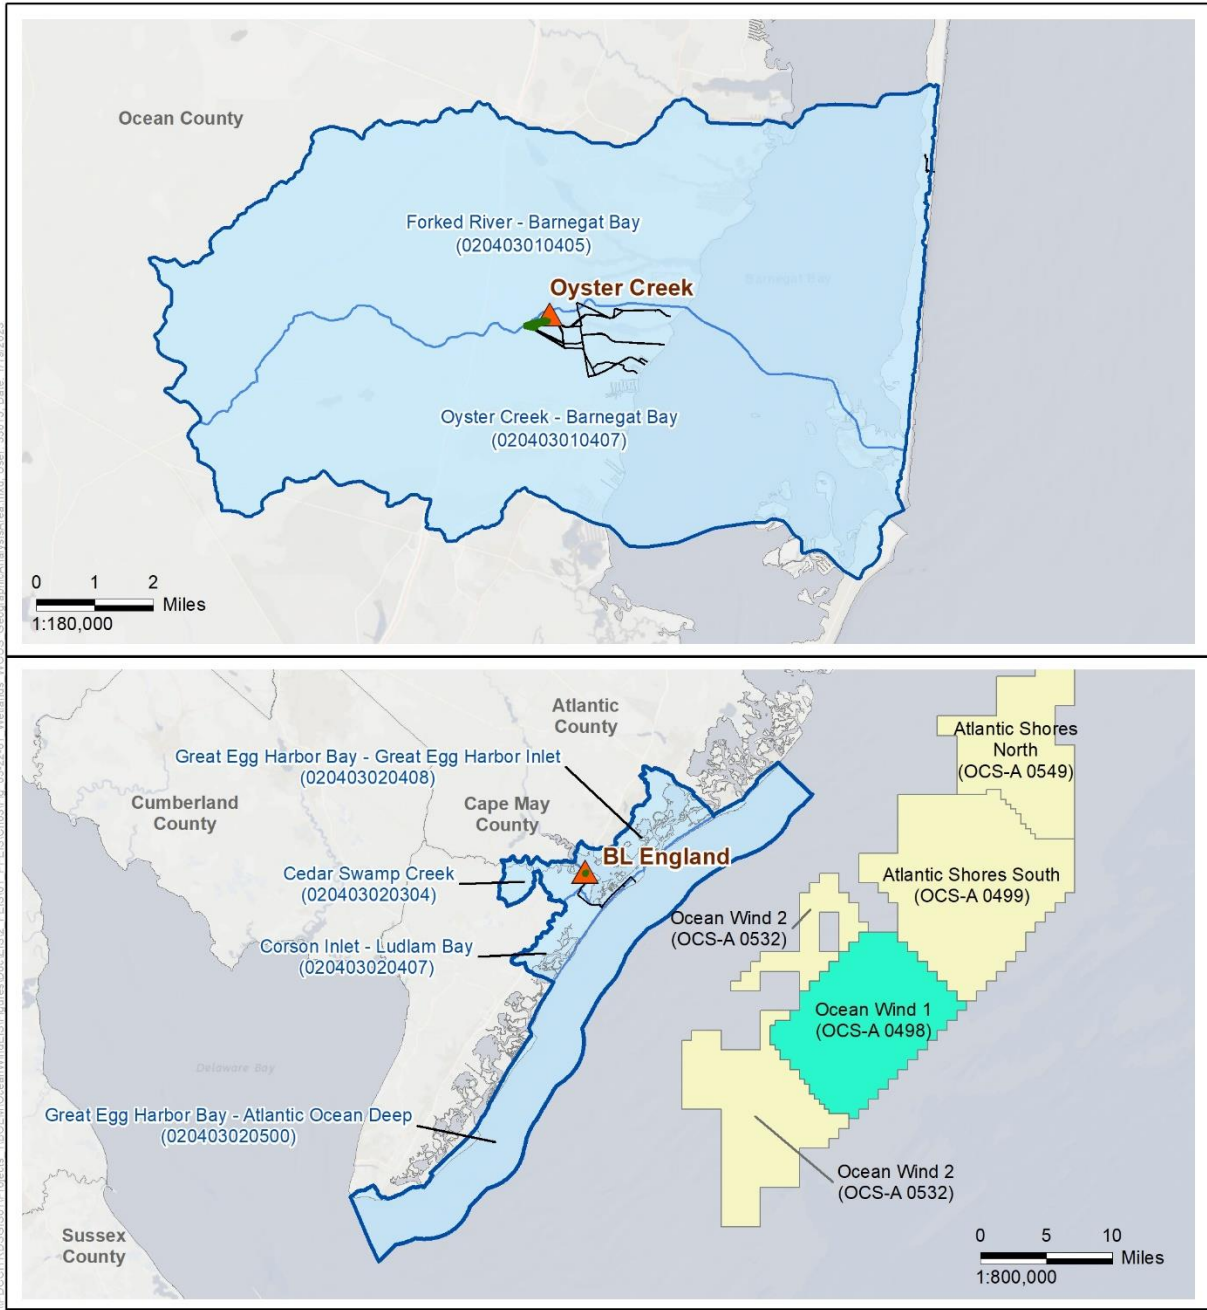 Ocean County
Forked River - Barnegat Bay
(020403010405)
Barnegat Bay
Oyster Creek
Oyster Creek - Barnegat Bay
(020403010407)
0 1 2
Miles
1:180,000
Atlantic
County
Great Egg Harbor Bay - Great Egg Harbor Inlet
(020403020408)
Cumberland
County
Cape May
County
BL England
Cedar Swamp Creek
(020403020304)
Corson Inlet - Ludlam Bay
(020403020407)
Delaware Bay
Great Egg Harbor Bay - Atlantic Ocean Deep
(020403020500)
Sussex
County
Atlantic Shores
North
(OCS-A 0549)
Atlantic Shores South
(OCS-A 0499)
Ocean Wind 2
(OCS-A 0532)
Ocean Wind 1
(OCS-A 0498)
Ocean Wind 2
(OCS-A 0532)
0 5 10
Miles
1:800,000